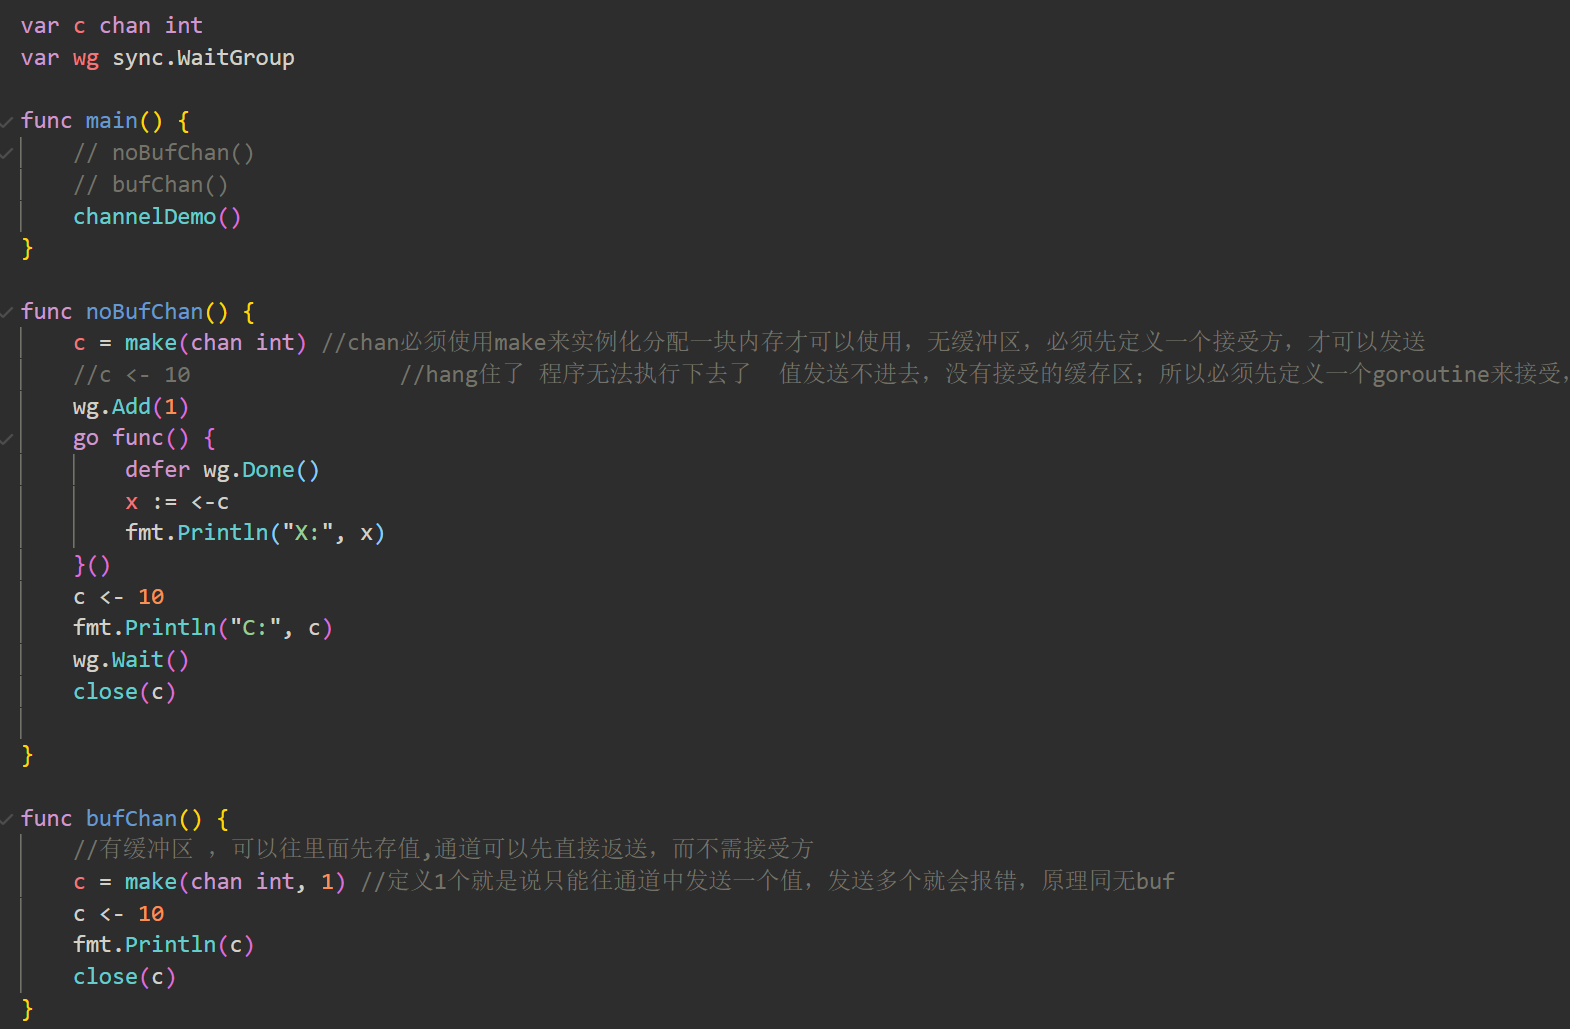 var c chan int
var wg sync.WaitGroup
func main() {
// noBufChan()
// bufChan()
channelDemo()
}
func noBufChan() {
c = make(chan int) //chan必须使用make来实例化分配一块内存才可以使用，无缓冲区，必须先定义一个接受方，才可以发送
//c <- 10 //hang住了 程序无法执行下去了 值发送不进去，没有接受的缓存区；所以必须先定义一个goroutine来接受，
wg.Add(1)
go func() {
defer wg.Done()
x := <-c
fmt.Println("X:", x)
}()
c <- 10
fmt.Println("C:", c)
wg.Wait()
close(c)
}
func bufChan() {
//有缓冲区 ，可以往里面先存值,通道可以先直接返送，而不需接受方
c = make(chan int, 1) //定义1个就是说只能往通道中发送一个值，发送多个就会报错，原理同无buf
c <- 10
fmt.Println(c)
close(c)
}